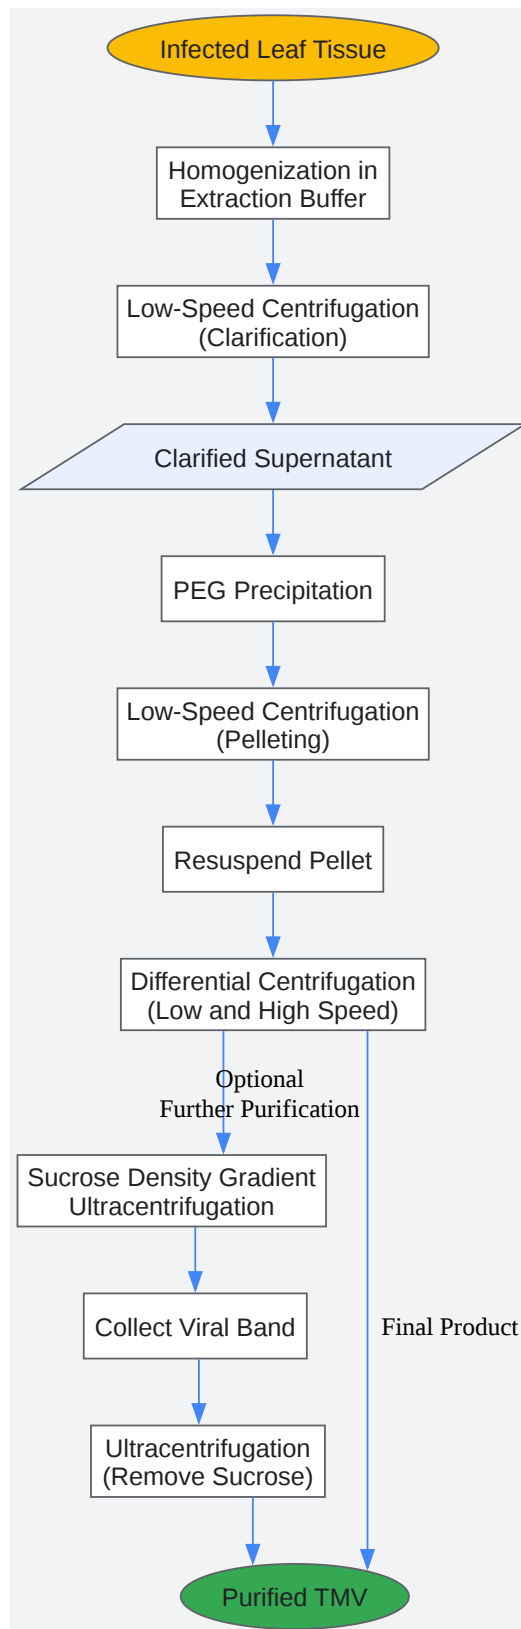 Infected Leaf Tissue
Homogenization in
Extraction Buffer
Low-Speed Centrifugation
(Clarification)
Clarified Supernatant
PEG Precipitation
Low-Speed Centrifugation
(Pelleting)
Resuspend Pellet
Differential Centrifugation
(Low and High Speed)
Optional
Further Purification
Sucrose Density Gradient
Ultracentrifugation
Collect Viral Band
Final Product
Ultracentrifugation
(Remove Sucrose)
Purified TMV